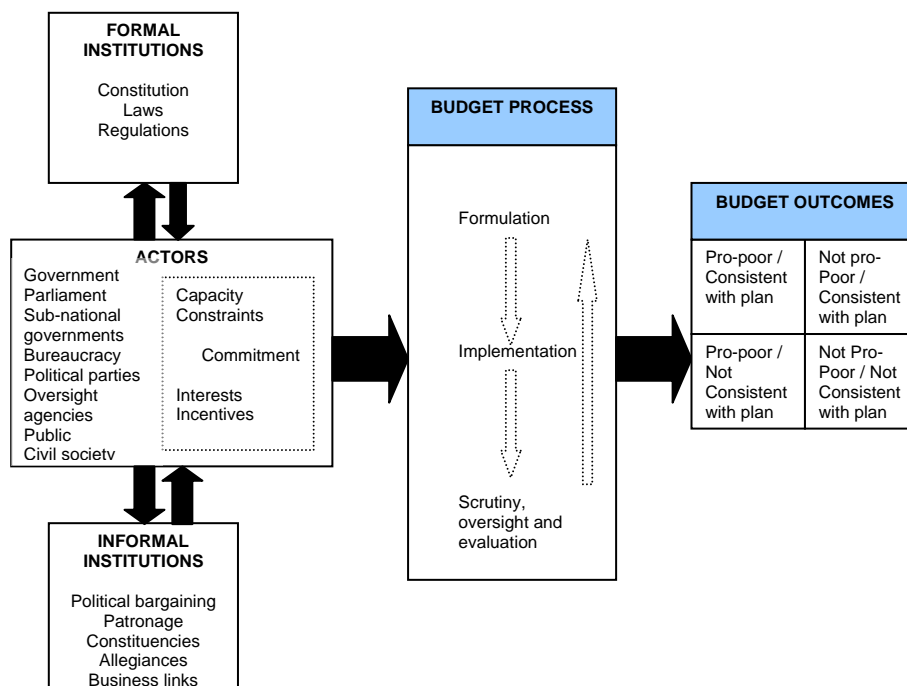 FORMAL
INSTITUTIONS
Constitution
Laws
Regulations
ACTORS
Government
Parliament
Sub-national
governments
Bureaucracy
Political parties
Oversight
agencies
Public
Civil society
Capacity
Constraints
Commitment
Interests
Incentives
INFORMAL
INSTITUTIONS
Political bargaining
Patronage
Constituencies
Allegiances
Business links
BUDGET PROCESS
Formulation
Implementation
Scrutiny,
oversight and
evaluation
BUDGET OUTCOMES
Pro-poor /
Consistent
with plan
Not pro-
Poor /
Consistent
with plan
Pro-poor /
Not
Consistent
with plan
Not Pro-
Poor / Not
Consistent
with plan